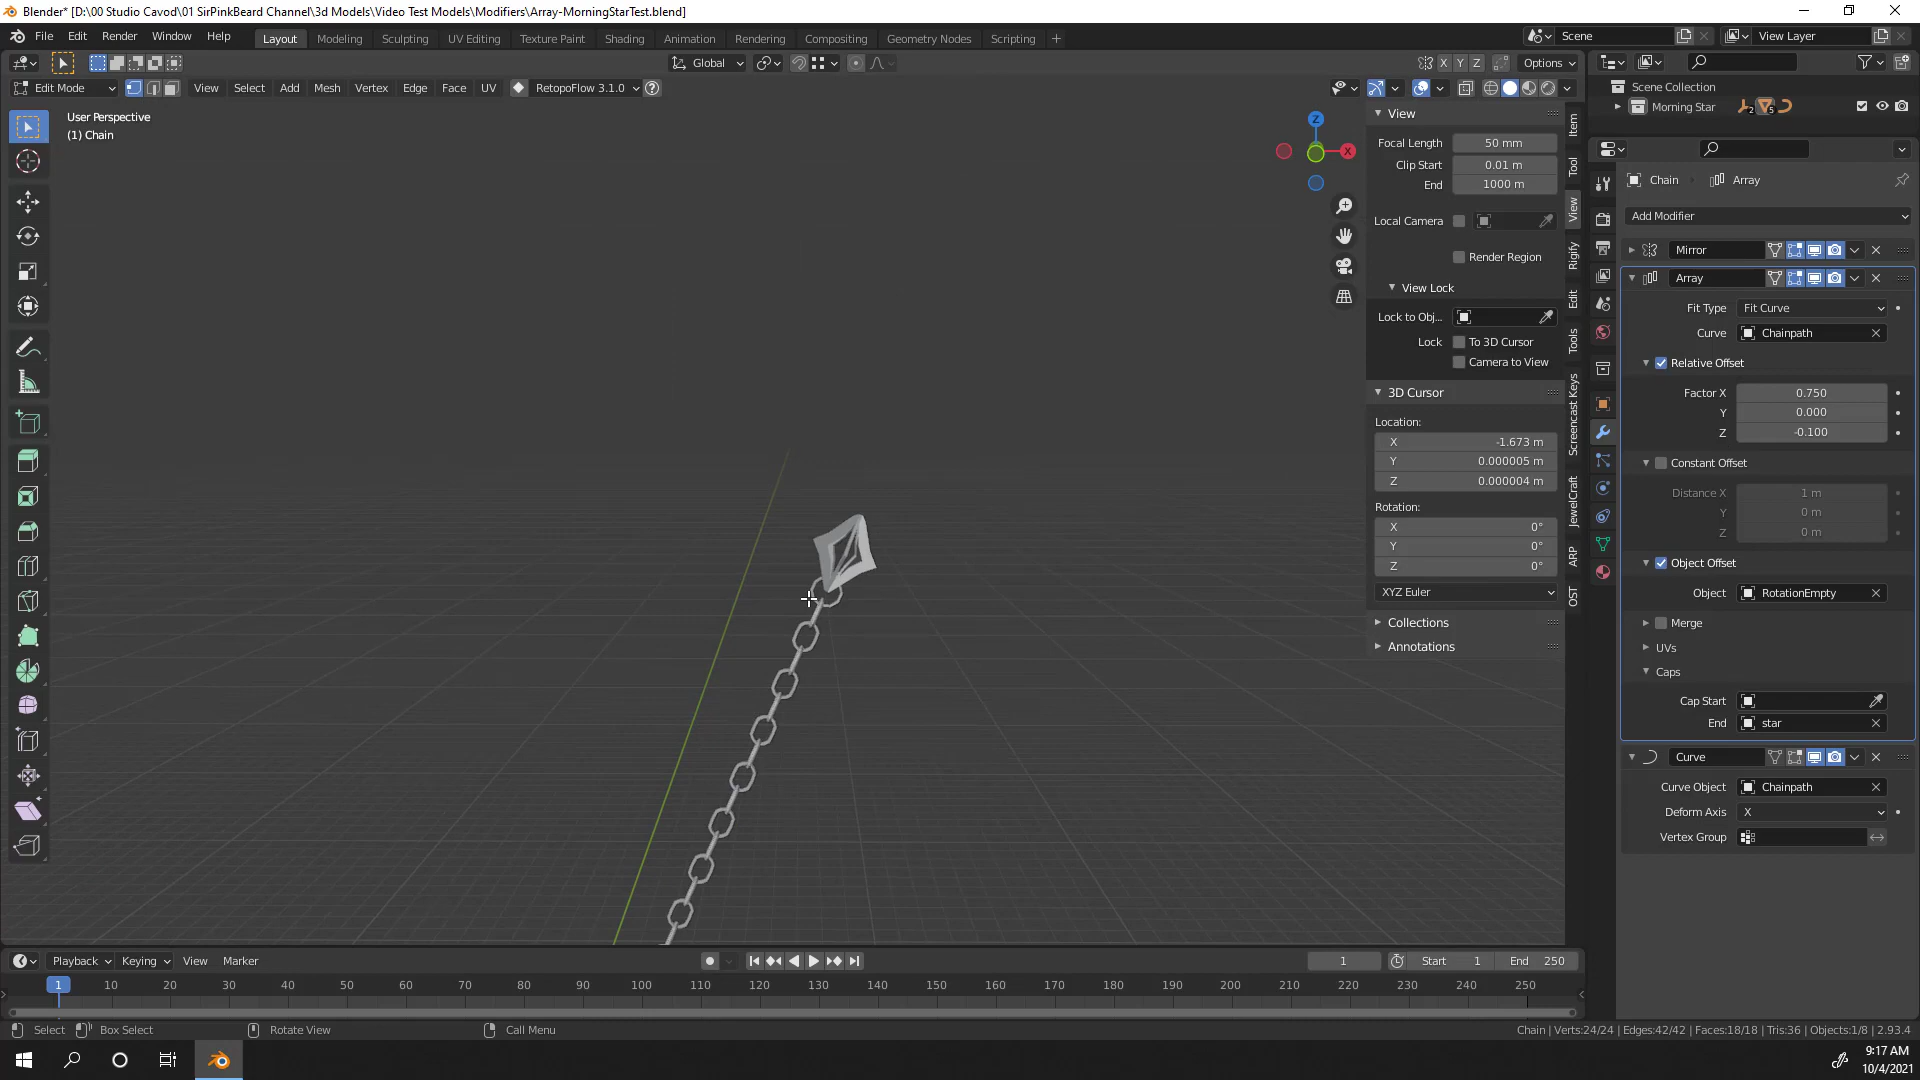 Blender* [D:\00 Studio Cavod\01 SirPinkBeard Channel\3d Models\Video Test Models\Modifiers\Array-MorningStarTest.blend]
File Edit Render Window Help Layout Modeling Sculpting UV Editing Texture Paint Shading Animation Rendering Compositing Geometry Nodes Scripting + Scene View Layer
Global X Y Z Options
Edit Mode View Select Add Mesh Vertex Edge Face UV RetopoFlow 3.1.0 ?
User Perspective
(1) Chain
Z
X
View
Focal Length 50 mm
Clip Start 0.01 m
End 1000 m
Local Camera
Render Region
View Lock
Lock to Obj...
Lock To 3D Cursor
Camera to View
3D Cursor
Location:
X -1.673 m
Y 0.000005 m
Z 0.000004 m
Rotation:
X 0°
Y 0°
Z 0°
XYZ Euler
Collections
Annotations
Item
Tool
View
Rigify
Edit
Tools
Screencast Keys
JewelCraft
ARP
OST
Scene Collection
Morning Star 2 5
Chain Array
Add Modifier
Mirror
Array
Fit Type Fit Curve
Curve Chainpath
Relative Offset
Factor X 0.750
Y 0.000
Z -0.100
Constant Offset
Distance X 1 m
Y 0 m
Z 0 m
Object Offset
Object RotationEmpty
Merge
UVs
Caps
Cap Start
End star
Curve
Curve Object Chainpath
Deform Axis X
Vertex Group
Playback Keying View Marker 1 Start 1 End 250
1 10 20 30 40 50 60 70 80 90 100 110 120 130 140 150 160 170 180 190 200 210 220 230 240 250
Select Box Select Rotate View Call Menu Chain | Verts:24/24 | Edges:42/42 | Faces:18/18 | Tris:36 | Objects:1/8 | 2.93.4
9:17 AM
10/4/2021